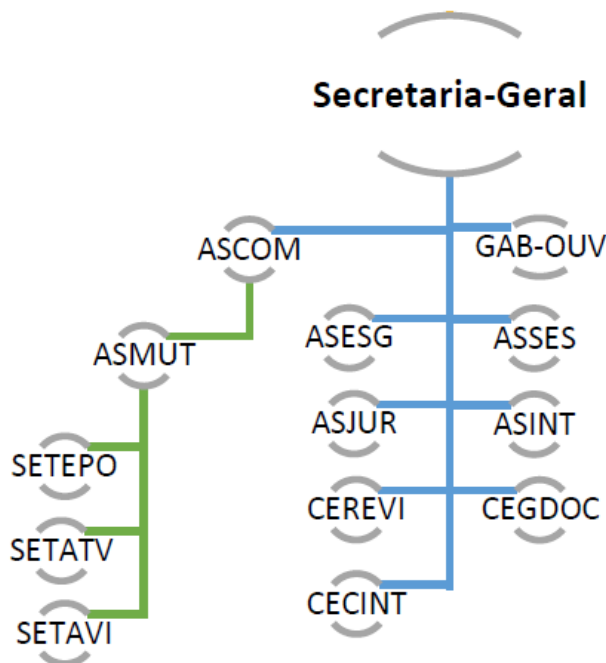 Secretaria-Geral
ASCOM
GAB-OUV
ASESG
ASSES
ASMUT
ASJUR
ASINT
SETEPO
CEREVI
CEGDOC
SETATV
CECINT
SETAVI